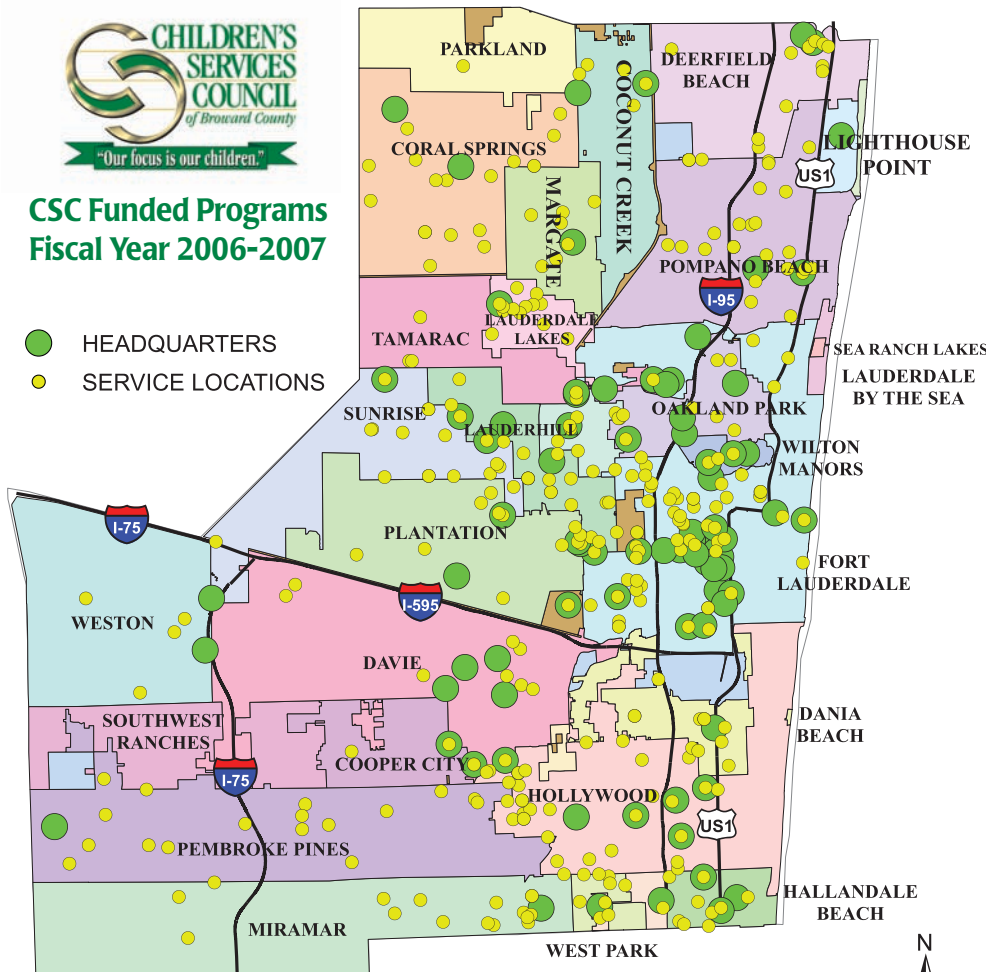 CHILDREN'S
SERVICES
COUNCIL
of Broward County
"Our focus is our children."
CSC Funded Programs
Fiscal Year 2006-2007
HEADQUARTERS
SERVICE LOCATIONS
PARKLAND
DEERFIELD
BEACH
COCONUT CREEK
CORAL SPRINGS
LIGHTHOUSE
POINT
US1
MARGATE
POMPANO BEACH
I-95
LAUDERDALE
LAKES
TAMARAC
SEA RANCH LAKES
LAUDERDALE
BY THE SEA
SUNRISE
OAKLAND PARK
LAUDERHILL
WILTON
MANORS
I-75
PLANTATION
FORT
LAUDERDALE
I-595
WESTON
DAVIE
SOUTHWEST
RANCHES
DANIA
BEACH
COOPER CITY
I-75
HOLLYWOOD
US1
PEMBROKE PINES
HALLANDALE
BEACH
MIRAMAR
WEST PARK
N